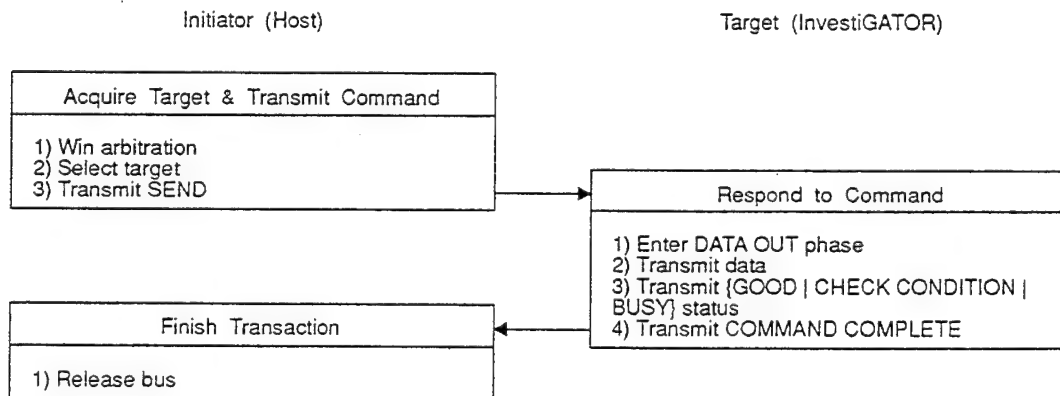 Initiator (Host)
Target (InvestiGATOR)
Acquire Target & Transmit Command
1) Win arbitration
2) Select target
3) Transmit SEND
Respond to Command
1) Enter DATA OUT phase
2) Transmit data
3) Transmit {GOOD | CHECK CONDITION |
BUSY} status
4) Transmit COMMAND COMPLETE
Finish Transaction
1) Release bus